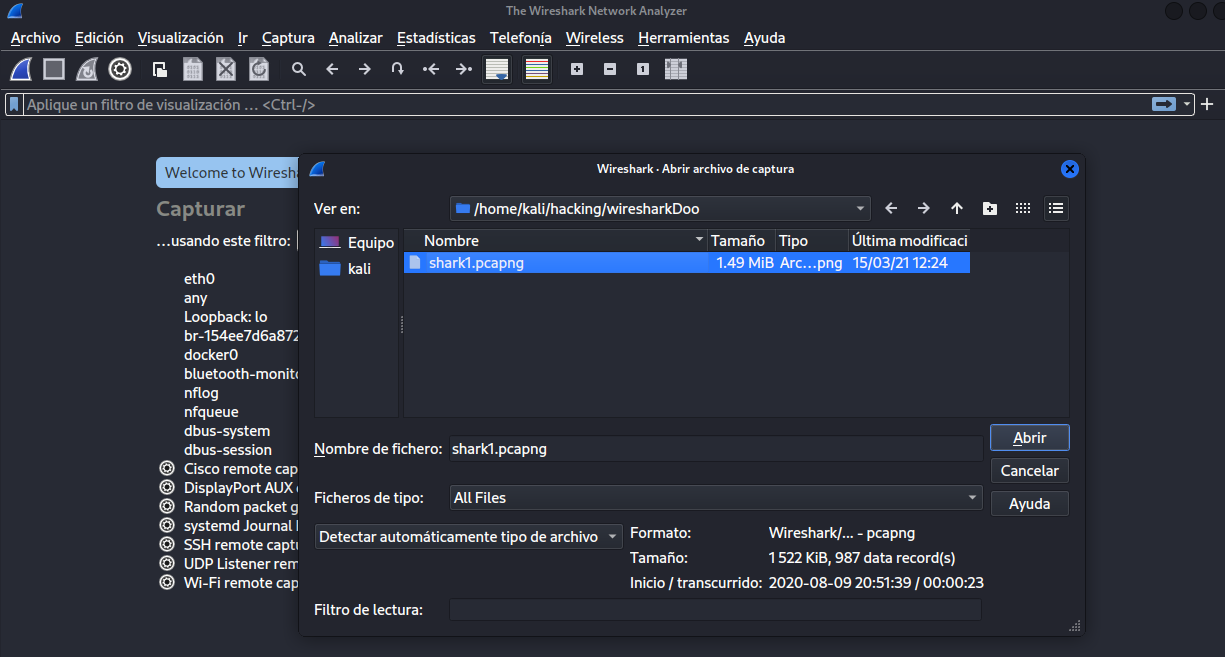 The Wireshark Network Analyzer
Archivo Edición Visualización Ir Captura Analizar Estadísticas Telefonía Wireless Herramientas Ayuda
Aplique un filtro de visualización … <Ctrl-/>
Welcome to Wiresha
Capturar
…usando este filtro:
eth0
any
Loopback: lo
br-154ee7d6a872
docker0
bluetooth-monito
nflog
nfqueue
dbus-system
dbus-session
Cisco remote cap
DisplayPort AUX
Random packet g
systemd Journal
SSH remote captu
UDP Listener rem
Wi-Fi remote cap
Wireshark · Abrir archivo de captura
Ver en: /home/kali/hacking/wiresharkDoo
Equipo
kali
Nombre Tamaño Tipo Última modificaci
shark1.pcapng 1.49 MiB Arc…png 15/03/21 12:24
Nombre de fichero: shark1.pcapng
Abrir
Cancelar
Ficheros de tipo: All Files
Ayuda
Detectar automáticamente tipo de archivo
Formato: Wireshark/... - pcapng
Tamaño: 1 522 KiB, 987 data record(s)
Inicio / transcurrido: 2020-08-09 20:51:39 / 00:00:23
Filtro de lectura: